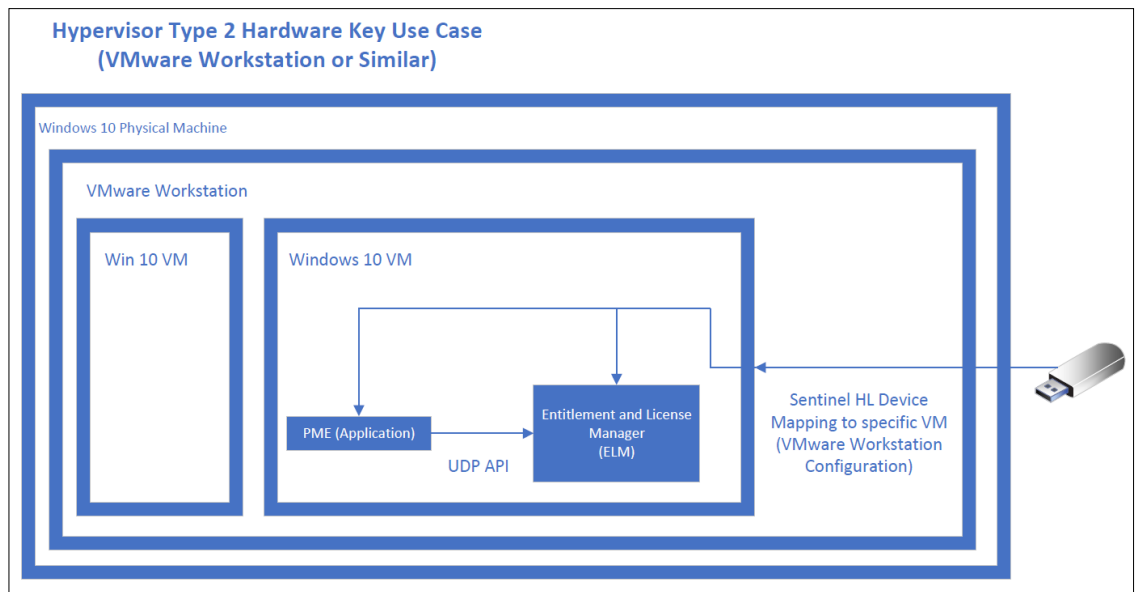 Hypervisor Type 2 Hardware Key Use Case
(VMware Workstation or Similar)
Windows 10 Physical Machine
VMware Workstation
Win 10 VM
Windows 10 VM
PME (Application)
UDP API
Entitlement and License
Manager
(ELM)
Sentinel HL Device
Mapping to specific VM
(VMware Workstation
Configuration)